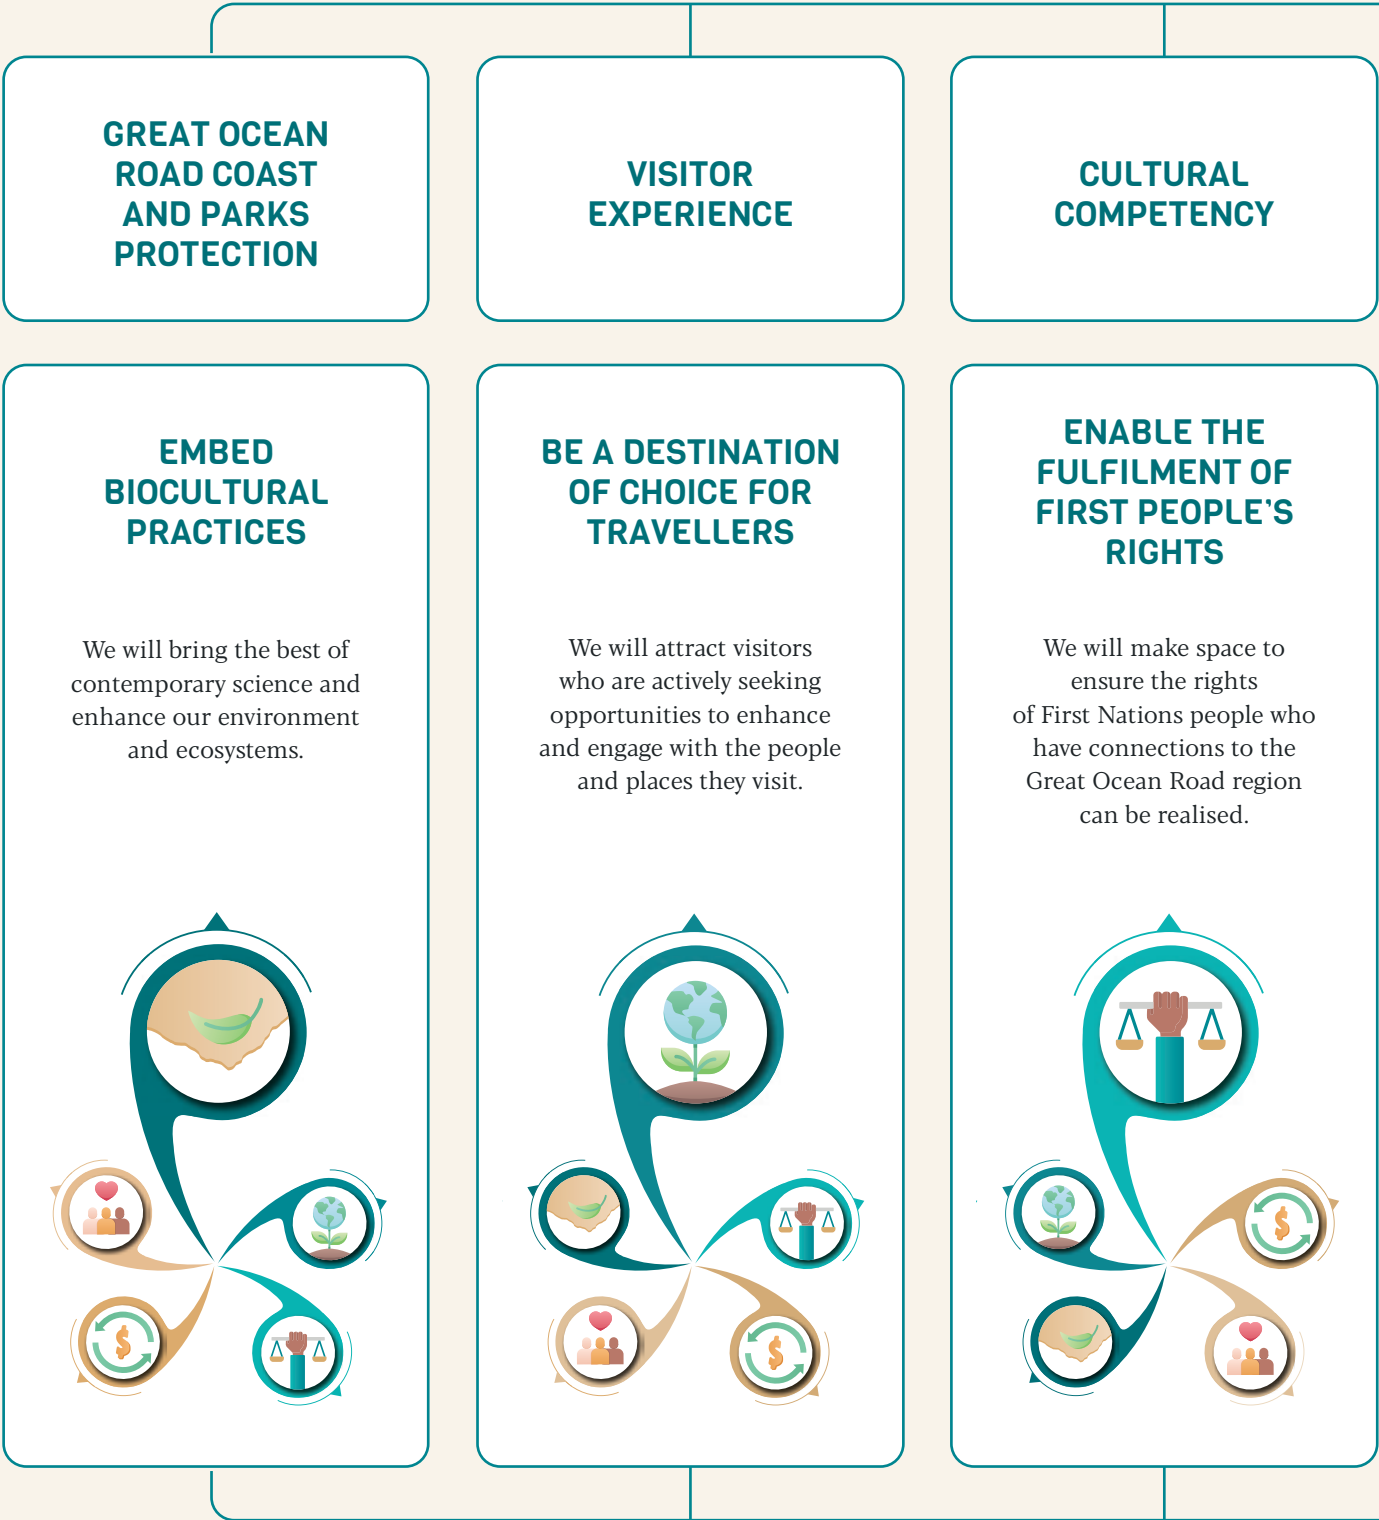 GREAT OCEAN
ROAD COAST
AND PARKS
PROTECTION
VISITOR
EXPERIENCE
CULTURAL
COMPETENCY
EMBED
BIOCULTURAL
PRACTICES
We will bring the best of
contemporary science and
enhance our environment
and ecosystems.
BE A DESTINATION
OF CHOICE FOR
TRAVELLERS
We will attract visitors
who are actively seeking
opportunities to enhance
and engage with the people
and places they visit.
ENABLE THE
FULFILMENT OF
FIRST PEOPLE'S
RIGHTS
We will make space to
ensure the rights
of First Nations people who
have connections to the
Great Ocean Road region
can be realised.
$
$
$